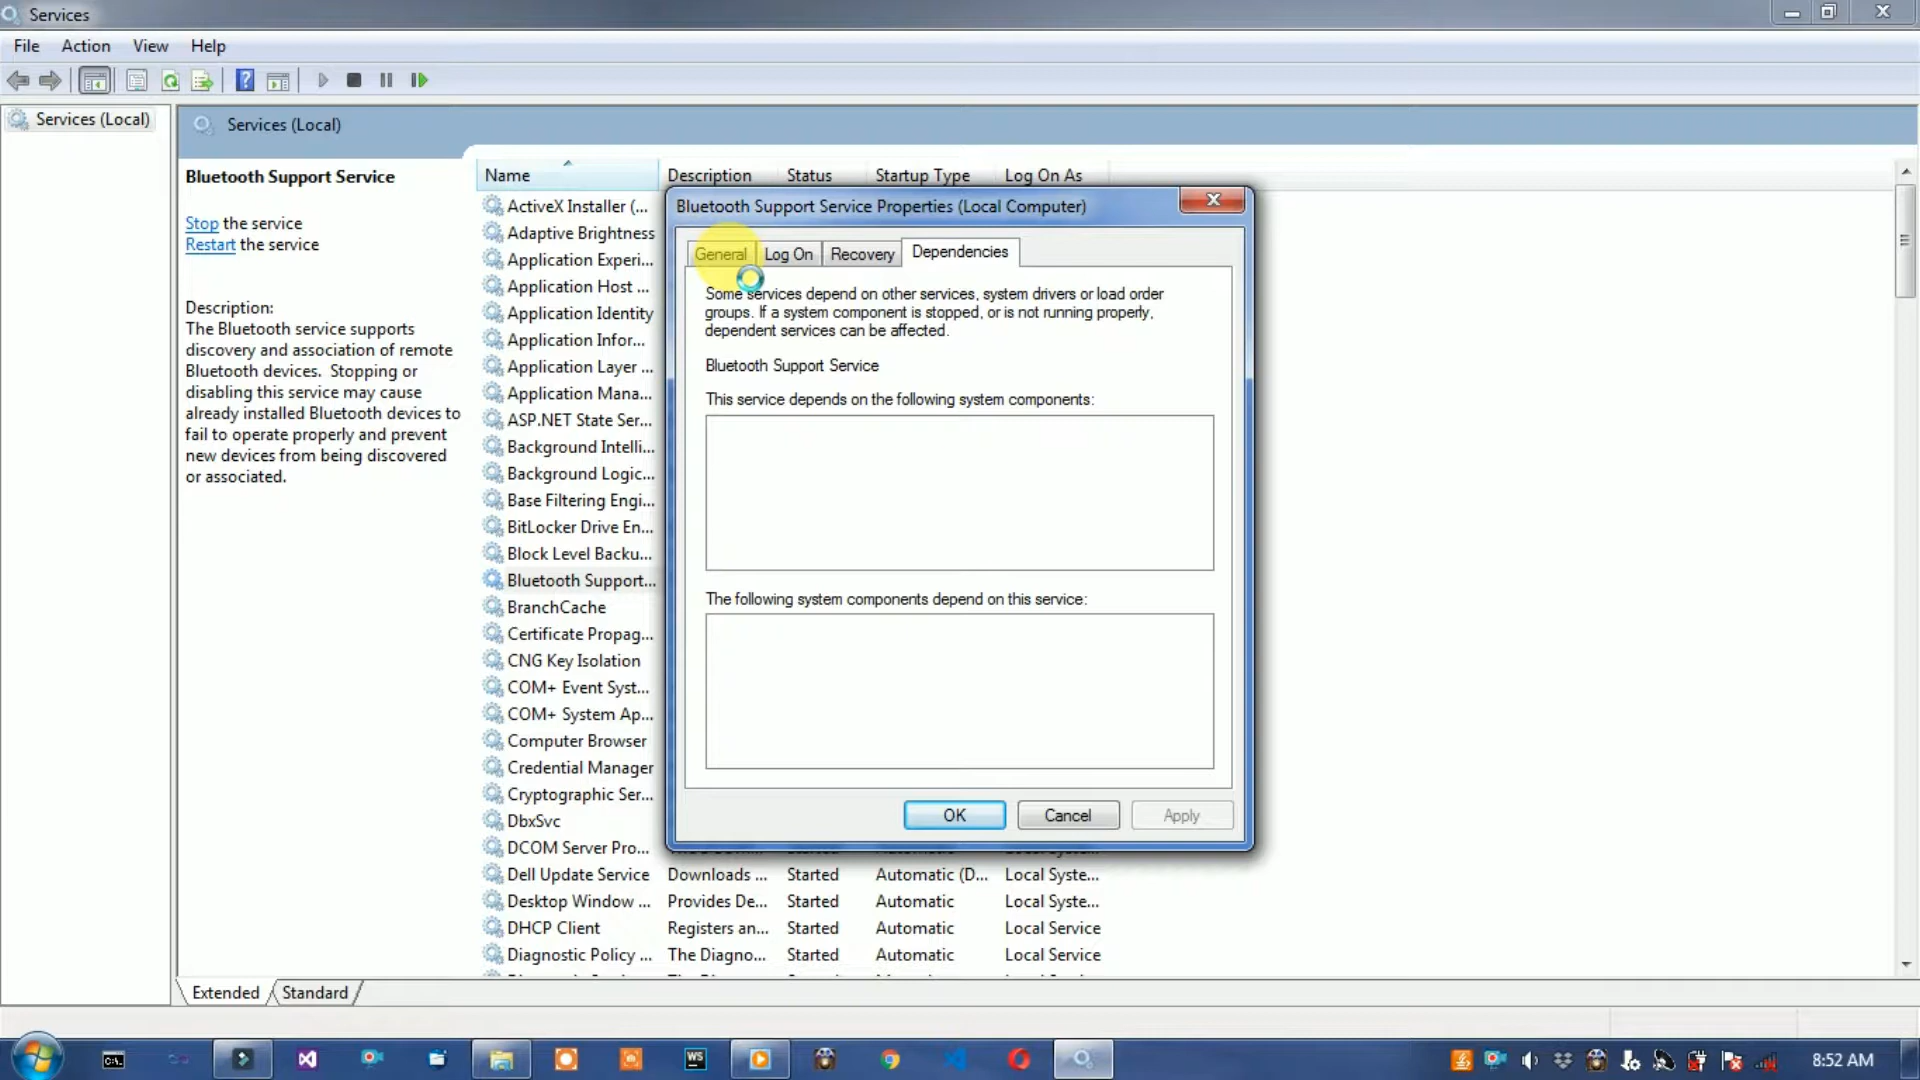 Services
File Action View Help
Services (Local)
Services (Local)
Bluetooth Support Service
Stop the service
Restart the service
Description:
The Bluetooth service supports
discovery and association of remote
Bluetooth devices. Stopping or
disabling this service may cause
already installed Bluetooth devices to
fail to operate properly and prevent
new devices from being discovered
or associated.
Name Description Status Startup Type Log On As
ActiveX Installer (...
Adaptive Brightness
Application Experi...
Application Host ...
Application Identity
Application Infor...
Application Layer ...
Application Mana...
ASP.NET State Ser...
Background Intelli...
Background Logic...
Base Filtering Engi...
BitLocker Drive En...
Block Level Backu...
Bluetooth Support...
BranchCache
Certificate Propag...
CNG Key Isolation
COM+ Event Syst...
COM+ System Ap...
Computer Browser
Credential Manager
Cryptographic Ser...
DbxSvc
DCOM Server Pro...
Dell Update Service Downloads ... Started Automatic (D... Local Syste...
Desktop Window ... Provides De... Started Automatic Local Syste...
DHCP Client Registers an... Started Automatic Local Service
Diagnostic Policy ... The Diagno... Started Automatic Local Service
Bluetooth Support Service Properties (Local Computer)
General Log On Recovery Dependencies
Some services depend on other services, system drivers or load order
groups. If a system component is stopped, or is not running properly,
dependent services can be affected.
Bluetooth Support Service
This service depends on the following system components:
The following system components depend on this service:
OK Cancel Apply
Extended Standard
C:\.
WS
8:52 AM